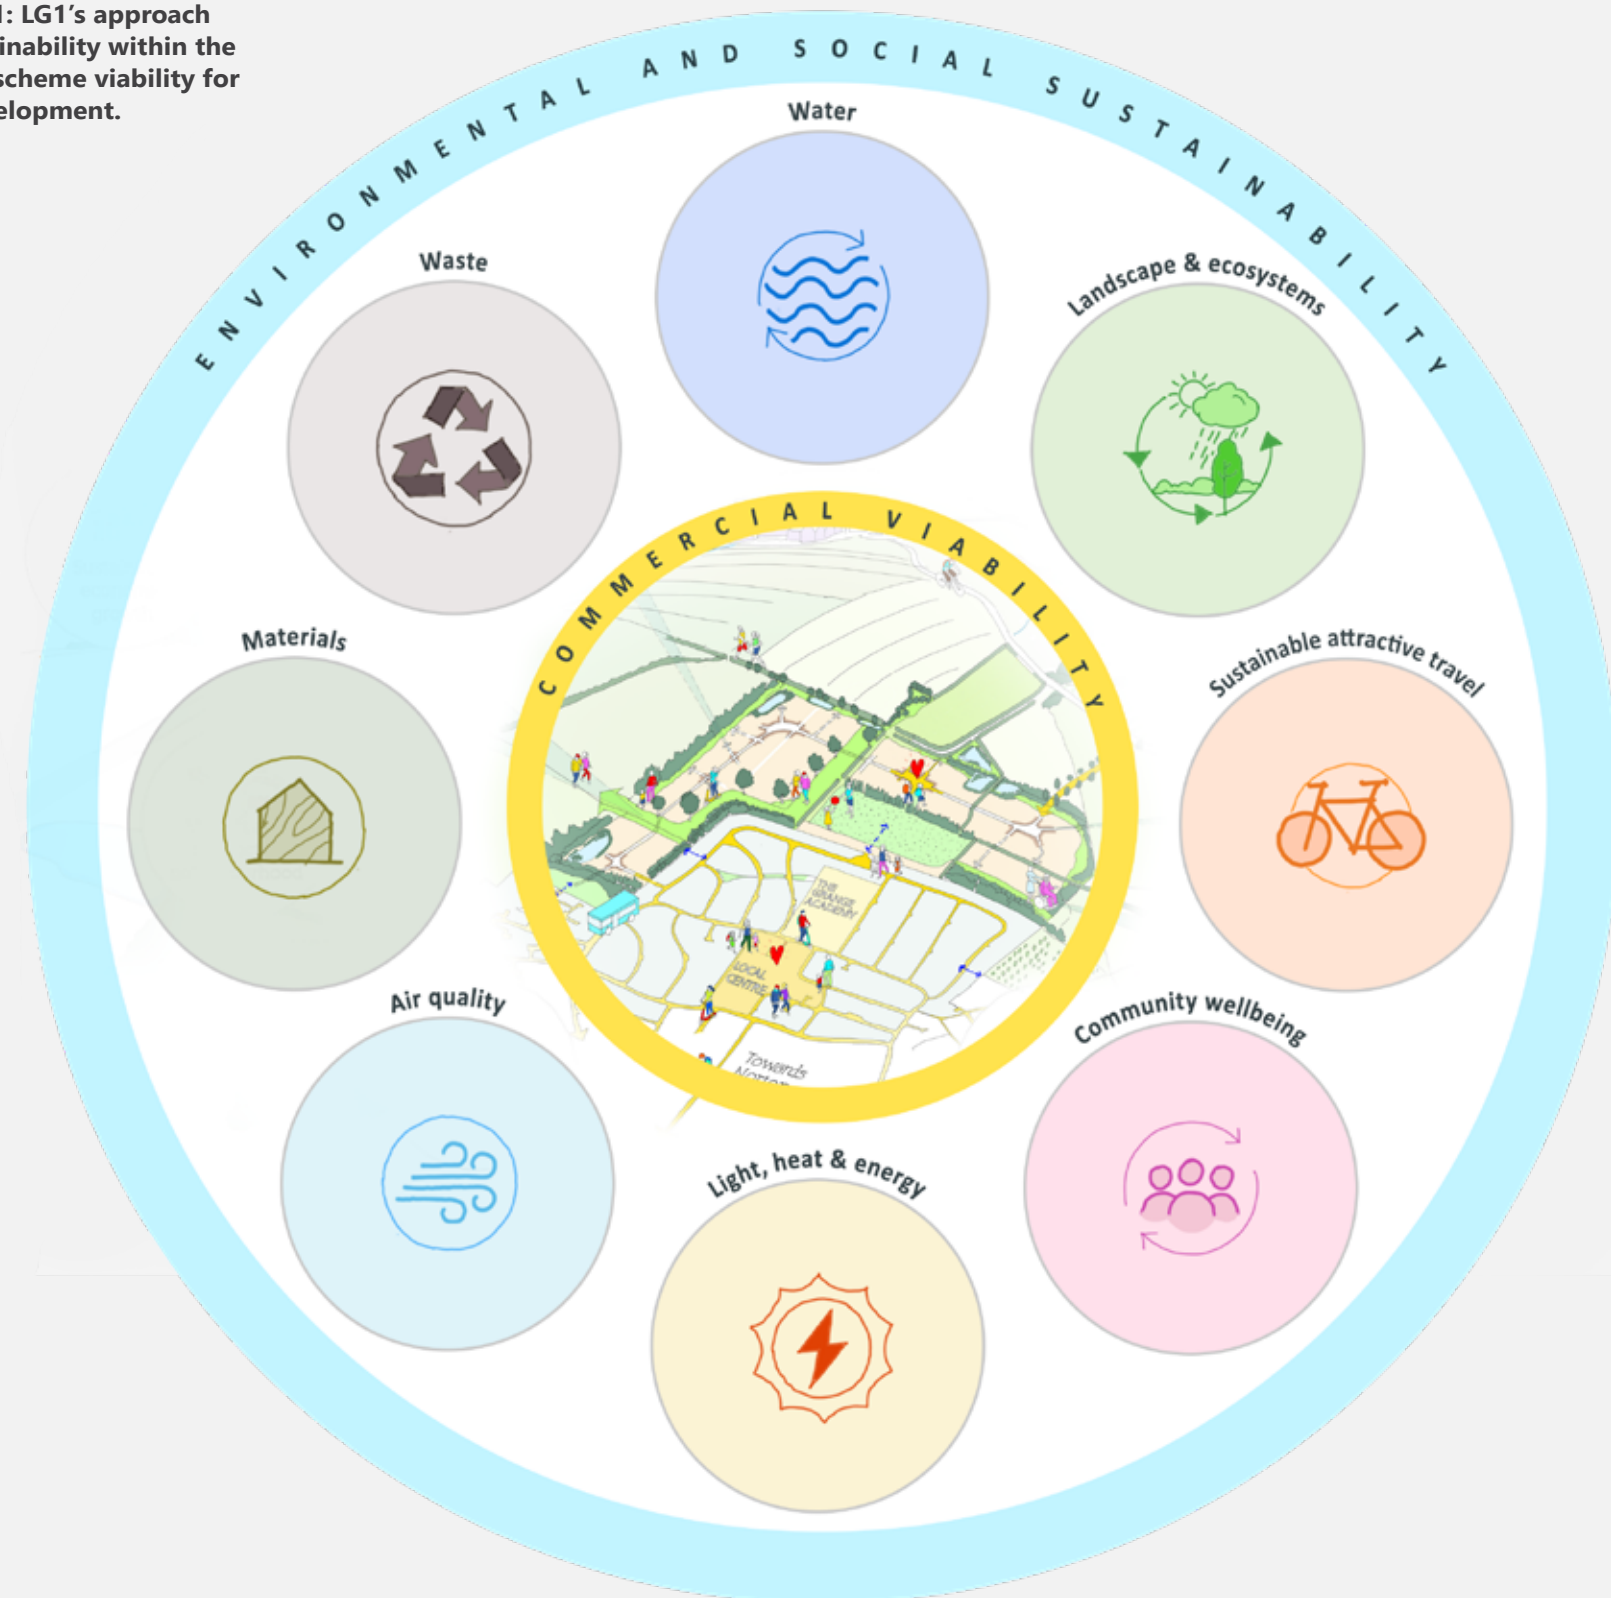 1: LG1's approach
inability within the
scheme viability for
elopment.
ENVIRONMENTAL AND SOCIAL SUSTAINABILITY
Water
Waste
Landscape & ecosystems
COMMERCIAL VIABILITY
Materials
Sustainable attractive travel
THE
GRANGE
ACADEMY
LOCAL
CENTRE
Air quality
Community wellbeing
Towards
Norton
Light, heat & energy